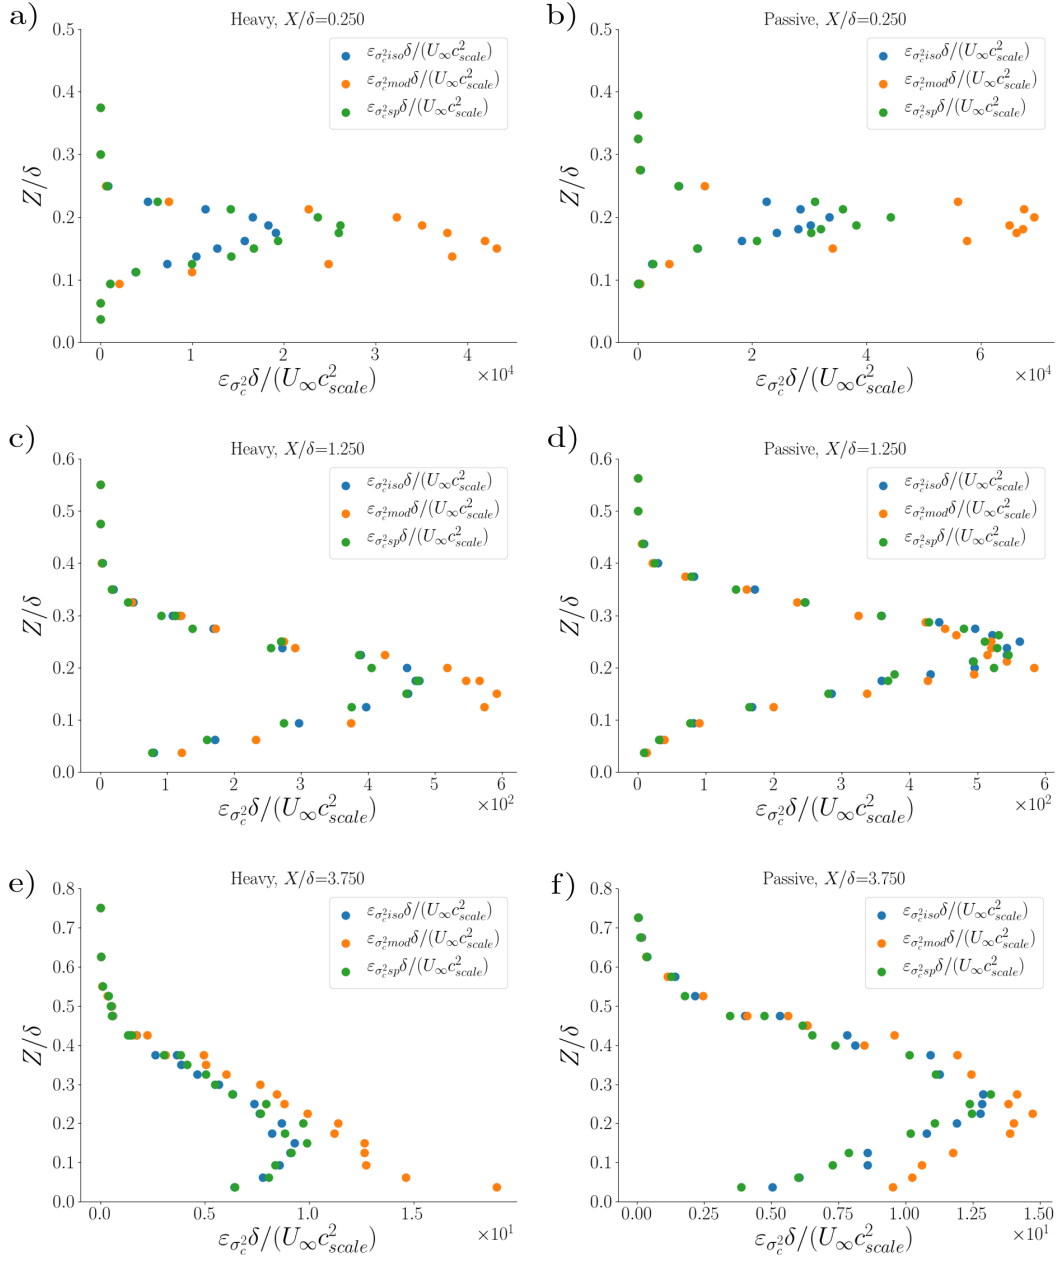 a)
Heavy, X/δ=0.250
0.5
0.4
0.3
0.2
0.1
0.0
Z/δ
ε_{σ_c^2 iso}δ/(U_∞c_{scale}^2)
ε_{σ_c^2 mod}δ/(U_∞c_{scale}^2)
ε_{σ_c^2 sp}δ/(U_∞c_{scale}^2)
0 1 2 3 4
×10^4
ε_{σ_c^2}δ/(U_∞c_{scale}^2)
b)
Passive, X/δ=0.250
0.5
0.4
0.3
0.2
0.1
0.0
Z/δ
ε_{σ_c^2 iso}δ/(U_∞c_{scale}^2)
ε_{σ_c^2 mod}δ/(U_∞c_{scale}^2)
ε_{σ_c^2 sp}δ/(U_∞c_{scale}^2)
0 2 4 6
×10^4
ε_{σ_c^2}δ/(U_∞c_{scale}^2)
c)
Heavy, X/δ=1.250
0.6
0.5
0.4
0.3
0.2
0.1
0.0
Z/δ
ε_{σ_c^2 iso}δ/(U_∞c_{scale}^2)
ε_{σ_c^2 mod}δ/(U_∞c_{scale}^2)
ε_{σ_c^2 sp}δ/(U_∞c_{scale}^2)
0 1 2 3 4 5 6
×10^2
ε_{σ_c^2}δ/(U_∞c_{scale}^2)
d)
Passive, X/δ=1.250
0.6
0.5
0.4
0.3
0.2
0.1
0.0
Z/δ
ε_{σ_c^2 iso}δ/(U_∞c_{scale}^2)
ε_{σ_c^2 mod}δ/(U_∞c_{scale}^2)
ε_{σ_c^2 sp}δ/(U_∞c_{scale}^2)
0 1 2 3 4 5 6
×10^2
ε_{σ_c^2}δ/(U_∞c_{scale}^2)
e)
Heavy, X/δ=3.750
0.8
0.7
0.6
0.5
0.4
0.3
0.2
0.1
0.0
Z/δ
ε_{σ_c^2 iso}δ/(U_∞c_{scale}^2)
ε_{σ_c^2 mod}δ/(U_∞c_{scale}^2)
ε_{σ_c^2 sp}δ/(U_∞c_{scale}^2)
0.0 0.5 1.0 1.5
×10^1
ε_{σ_c^2}δ/(U_∞c_{scale}^2)
f)
Passive, X/δ=3.750
0.8
0.7
0.6
0.5
0.4
0.3
0.2
0.1
0.0
Z/δ
ε_{σ_c^2 iso}δ/(U_∞c_{scale}^2)
ε_{σ_c^2 mod}δ/(U_∞c_{scale}^2)
ε_{σ_c^2 sp}δ/(U_∞c_{scale}^2)
0.00 0.25 0.50 0.75 1.00 1.25 1.50
×10^1
ε_{σ_c^2}δ/(U_∞c_{scale}^2)